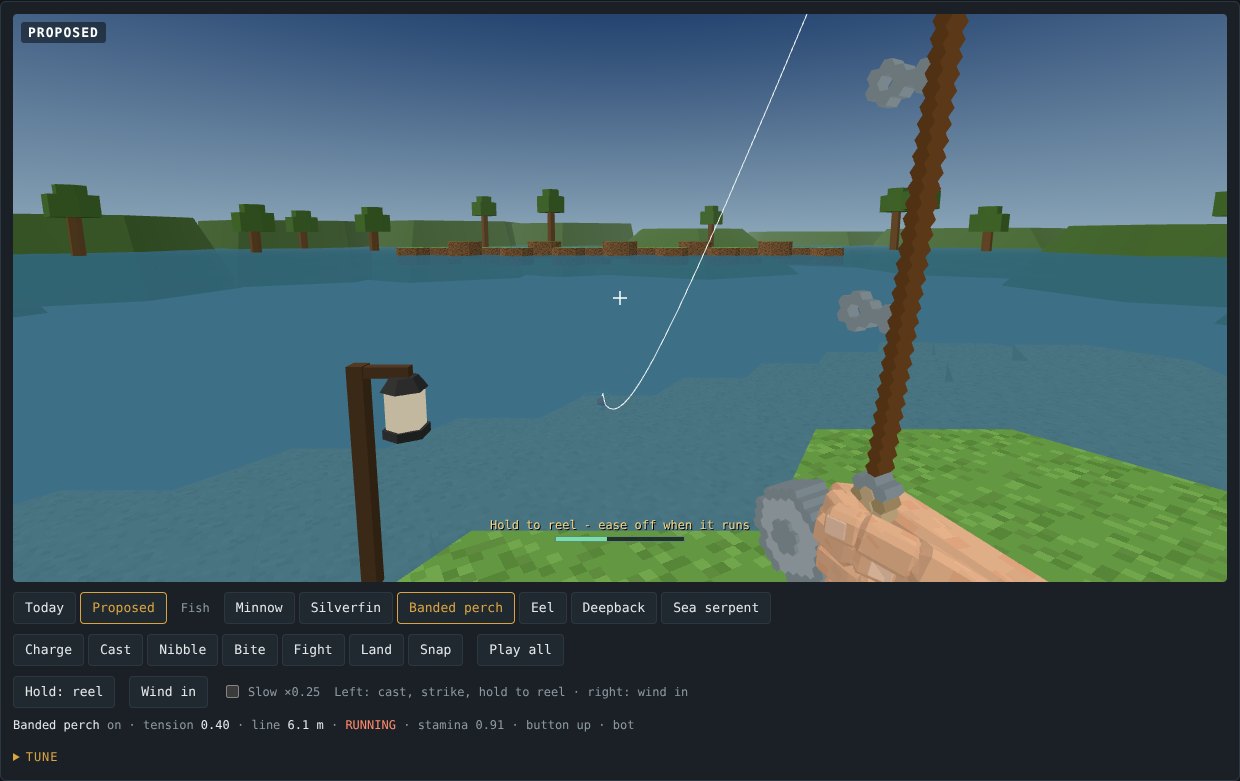 PROPOSED
Hold to reel - ease off when it runs
Today Proposed Fish Minnow Silverfin Banded perch Eel Deepback Sea serpent
Charge Cast Nibble Bite Fight Land Snap Play all
Hold: reel Wind in Slow ×0.25 Left: cast, strike, hold to reel · right: wind in
Banded perch on · tension 0.40 · line 6.1 m · RUNNING · stamina 0.91 · button up · bot
TUNE